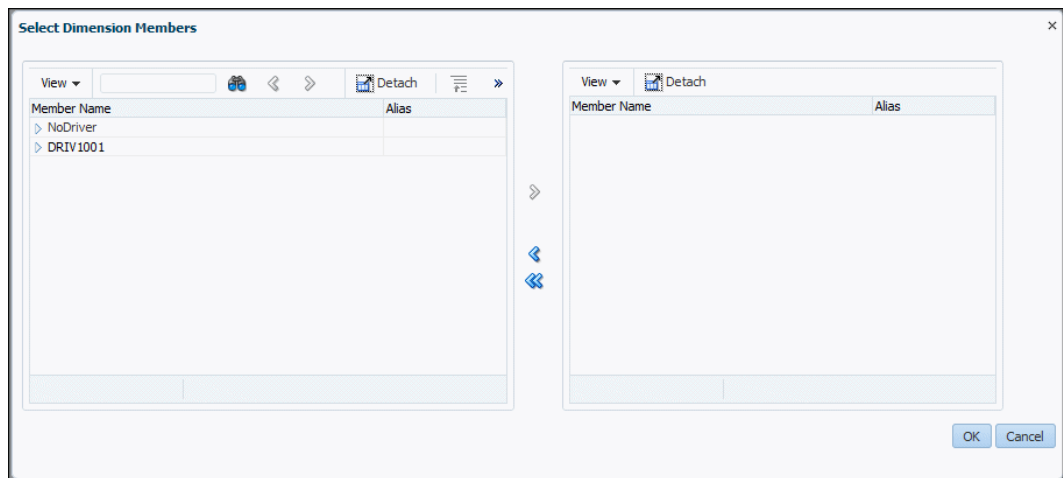 Select Dimension Members
View Detach
Member Name Alias
NoDriver
DRIV1001
View Detach
Member Name Alias
OK Cancel